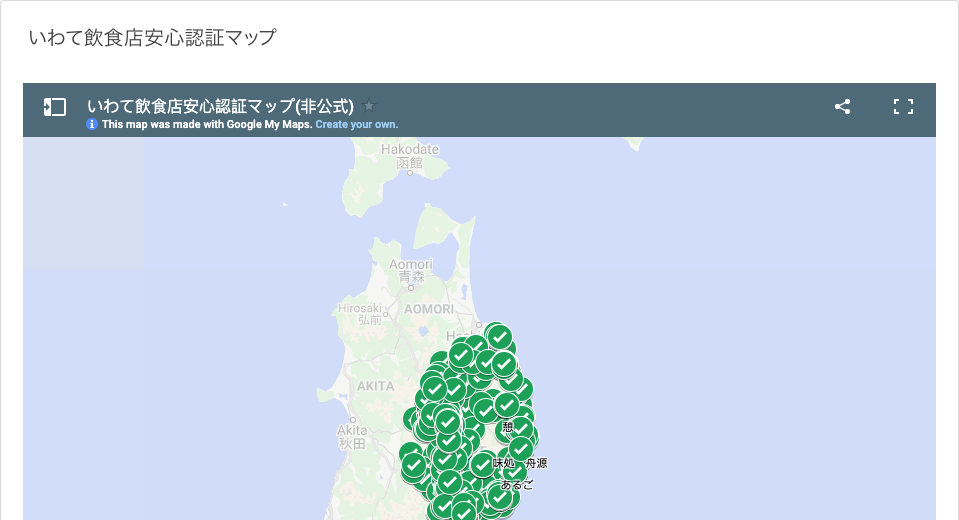 いわて飲食店安心認証マップ
いわて飲食店安心認証マップ(非公式)
This map was made with Google My Maps. Create your own.
Hakodate
函館
Aomori
青森
Hirosaki
弘前
AOMORI
AKITA
Akita
秋田
憩
味処
舟源
あるご